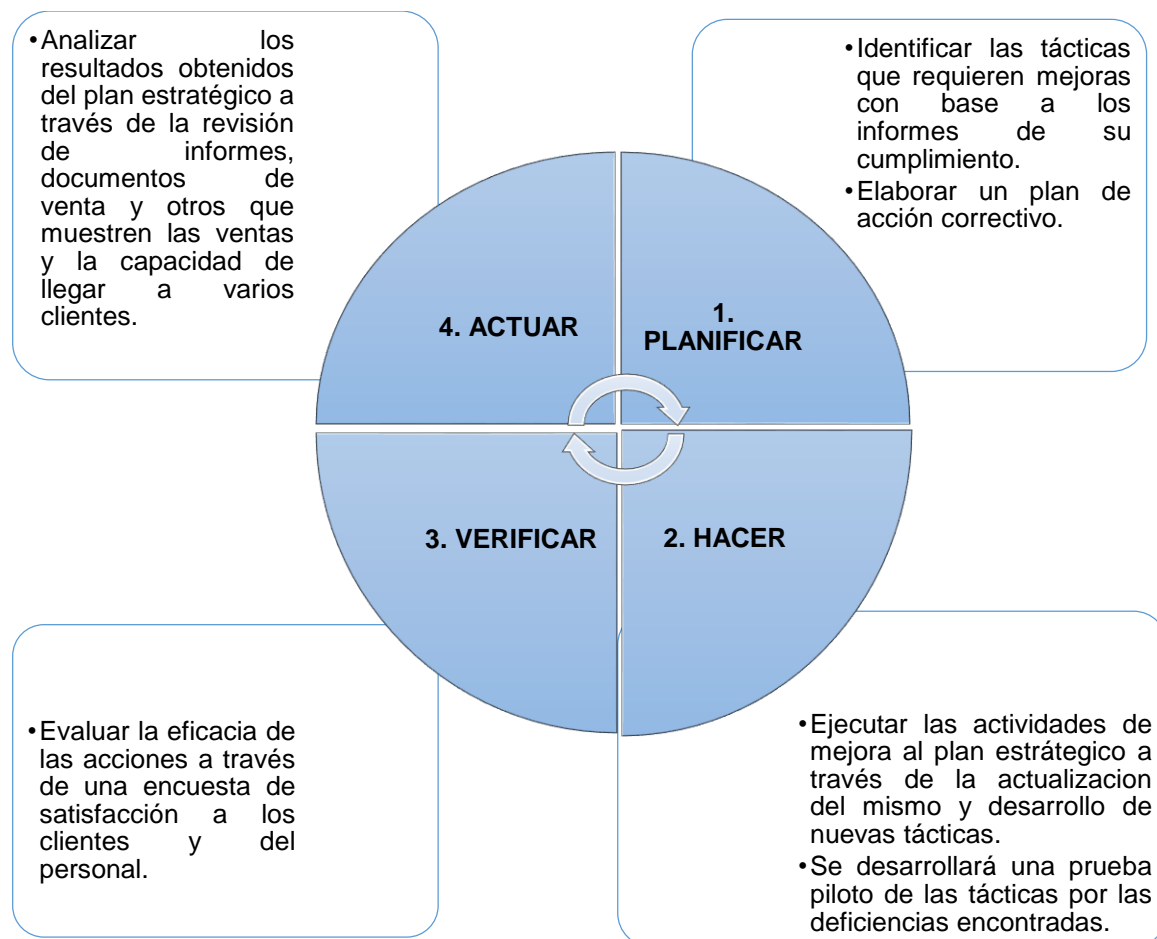 •Analizar los
resultados obtenidos
del plan estratégico a
través de la revisión
de informes,
documentos de
venta y otros que
muestren las ventas
y la capacidad de
llegar a varios
clientes.
•Identificar las tácticas
que requieren mejoras
con base a los
informes de su
cumplimiento.
•Elaborar un plan de
acción correctivo.
4. ACTUAR
1.
PLANIFICAR
3. VERIFICAR
2. HACER
•Evaluar la eficacia de
las acciones a través
de una encuesta de
satisfacción a los
clientes y del
personal.
•Ejecutar las actividades de
mejora al plan estrátegico a
través de la actualizacion
del mismo y desarrollo de
nuevas tácticas.
•Se desarrollará una prueba
piloto de las tácticas por las
deficiencias encontradas.